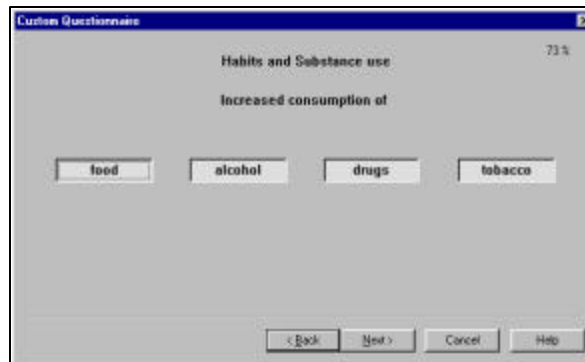 Custom Questionnaire
73 %
Habits and Substance use
Increased consumption of
food alcohol drugs tobacco
< Back Next > Cancel Help